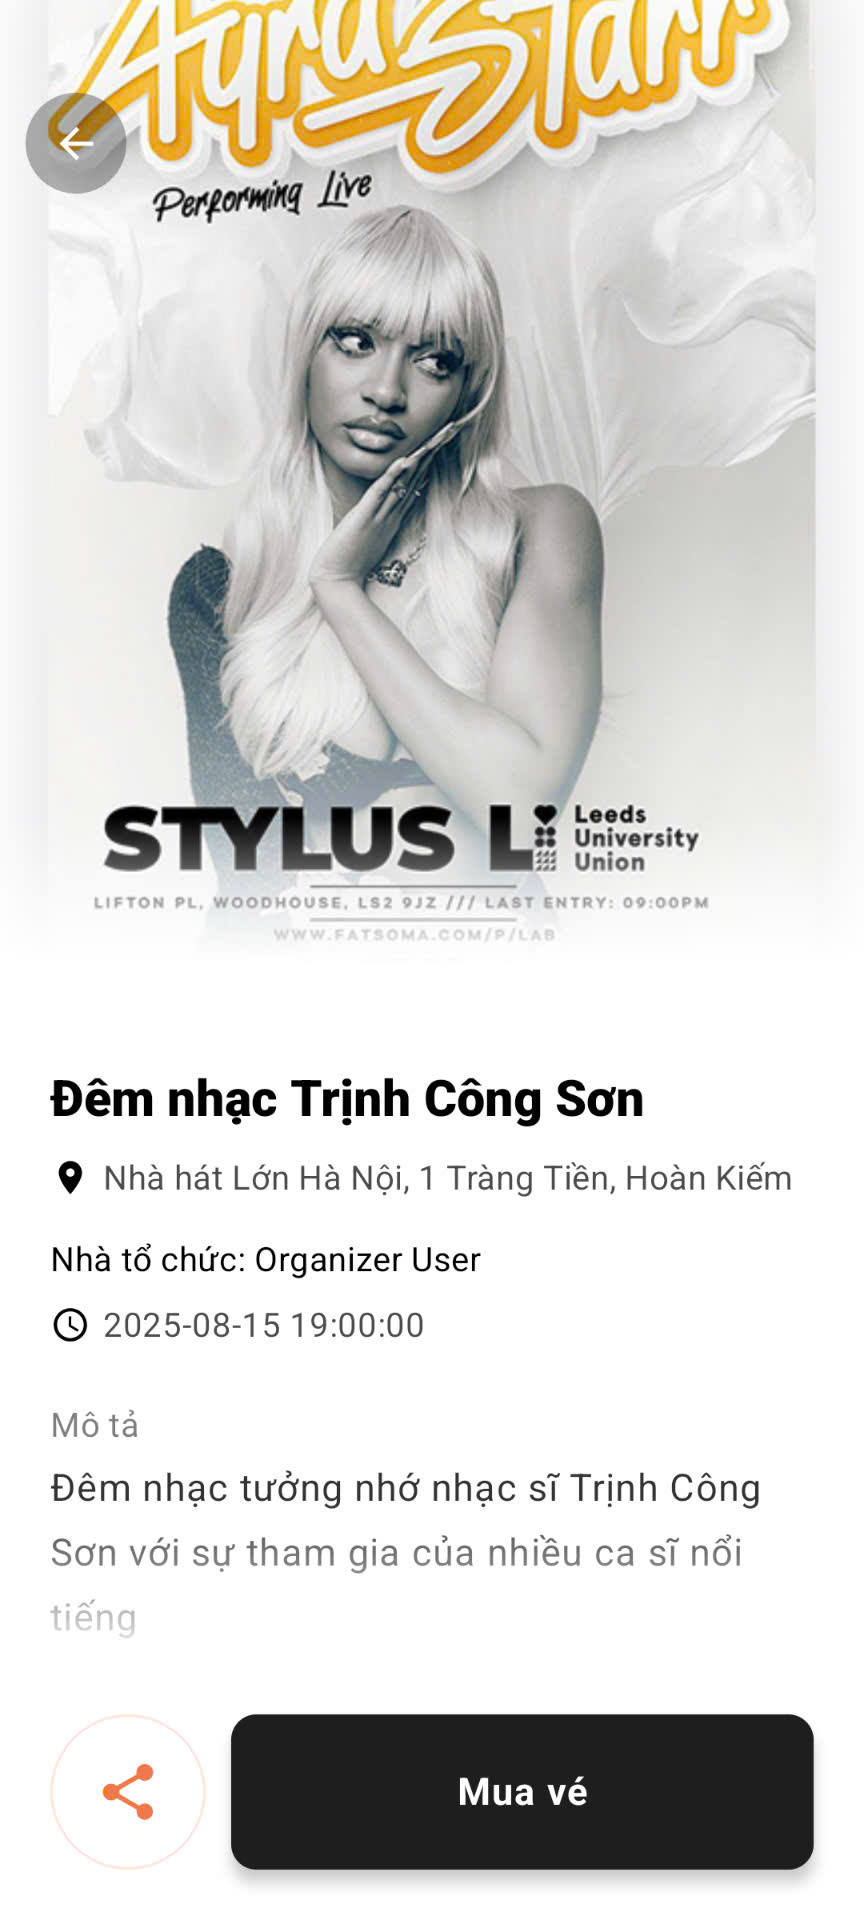 Ayra Starr
Performing Live
STYLUS
Leeds
University
Union
LIFTON PL, WOODHOUSE, LS2 9JZ /// LAST ENTRY: 09:00PM
WWW.FATSOMA.COM/P/LAB
Đêm nhạc Trịnh Công Sơn
Nhà hát Lớn Hà Nội, 1 Tràng Tiền, Hoàn Kiếm
Nhà tổ chức: Organizer User
2025-08-15 19:00:00
Mô tả
Đêm nhạc tưởng nhớ nhạc sĩ Trịnh Công
Sơn với sự tham gia của nhiều ca sĩ nổi
tiếng
Mua vé